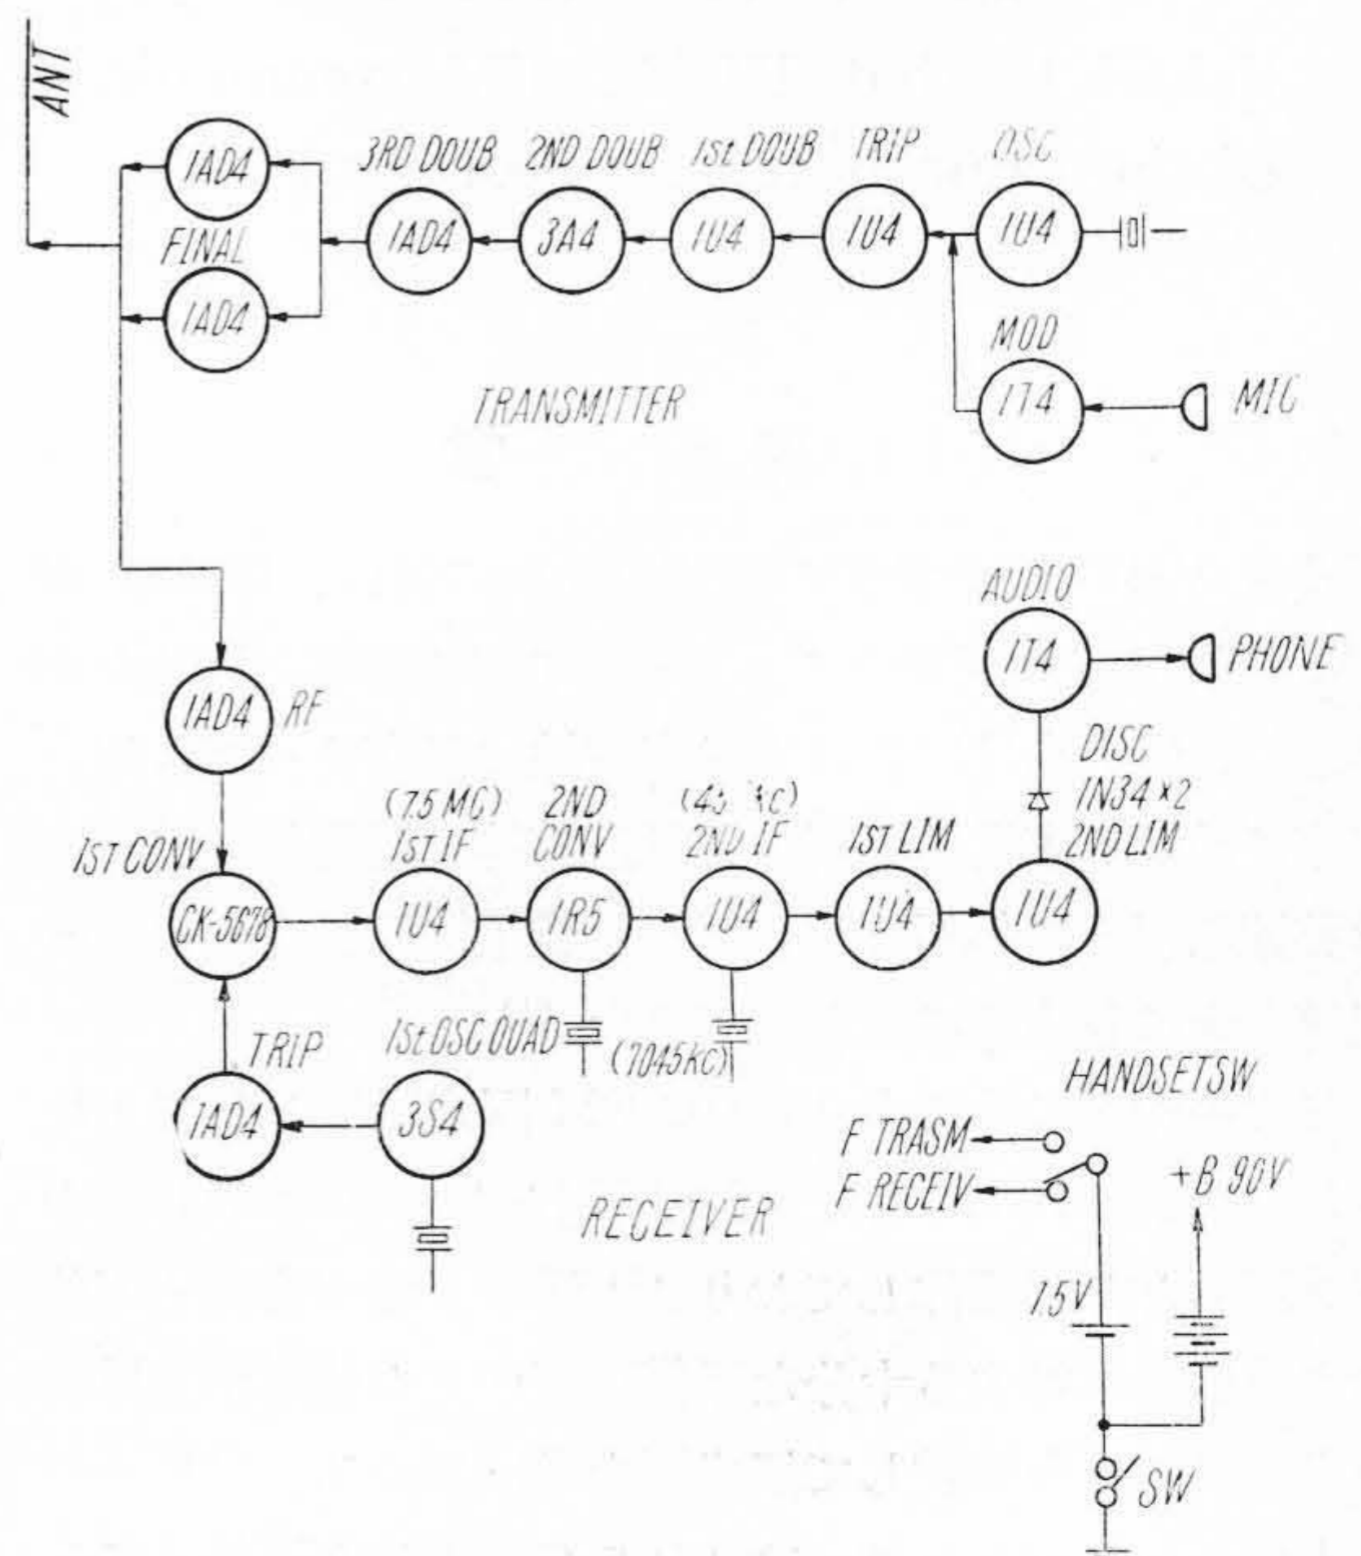 ANT
3RD DOUB
2ND DOUB
1st DOUB
TRIP
OSC
1AD4
FINAL
1AD4
1AD4
3A4
1U4
1U4
1U4
MOD
1T4
MIC
TRANSMITTER
AUDIO
1T4
PHONE
1AD4
RF
DISC
1N34×2
2ND LIM
1st CONV
(7.5 MC)
1st IF
2ND
CONV
2ND IF
1st LIM
CK-5678
1U4
1R5
1U4
1U4
1U4
TRIP
1st OSC QUAD
(7045KC)
1AD4
3S4
RECEIVER
HANDSETSW
F TRASM
F RECEIV
+B 90V
1.5V
SW